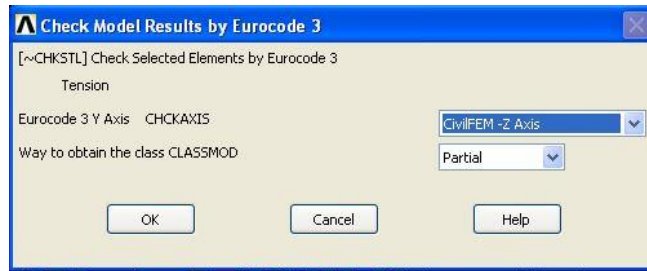 Check Model Results by Eurocode 3
[~CHKSTL] Check Selected Elements by Eurocode 3
Tension
Eurocode 3 Y Axis CHCKAXIS CivilFEM -Z Axis
Way to obtain the class CLASSMOD Partial
OK Cancel Help